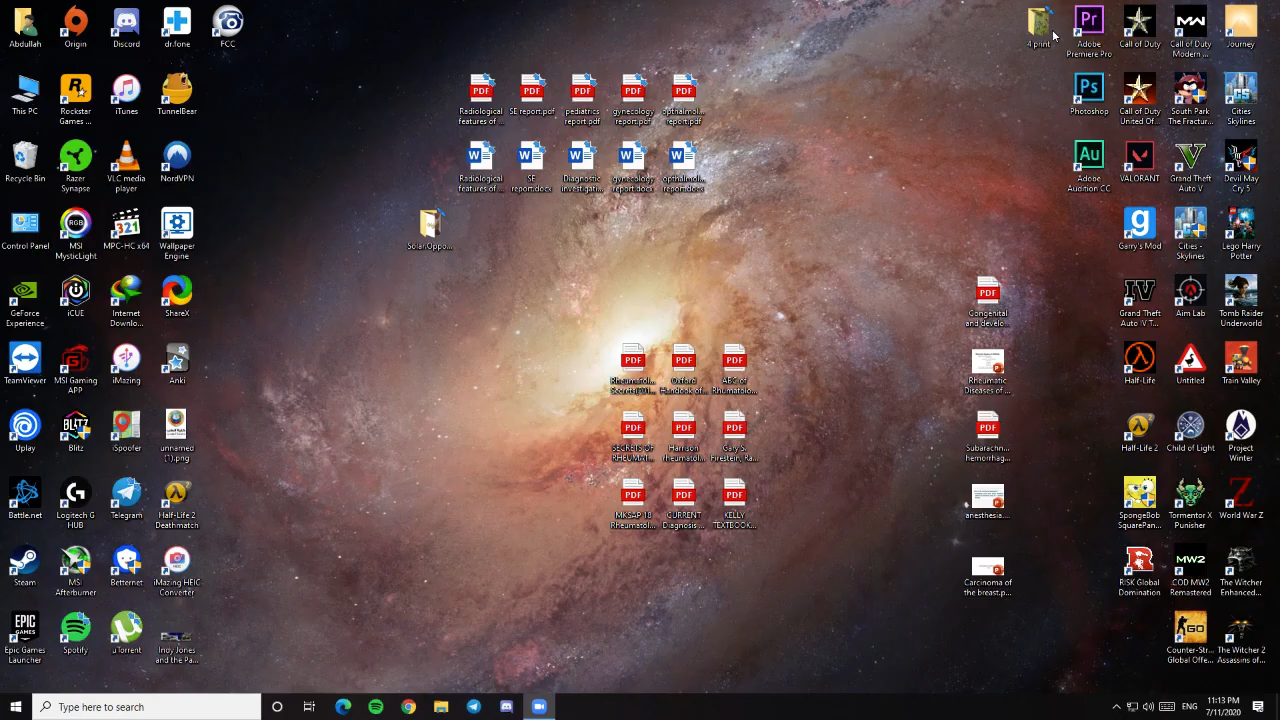 Abdullah
Origin
Discord
dr.fone
FCC
4 print
Adobe
Premiere Pro
Call of Duty
Call of Duty
Modern ...
Journey
This PC
Rockstar
Games ...
iTunes
TunnelBear
Radiological
features of ...
SE report.pdf
pediatrics
report.pdf
gynecology
report.pdf
opthalmol...
report.pdf
Photoshop
Call of Duty
United Of...
South Park
The Fractur...
Cities
Skylines
Recycle Bin
Razer
Synapse
VLC media
player
NordVPN
Radiological
features of ...
SE
report.docx
Diagnostic
investigati...
gynecology
report.docx
opthalmol...
report.docx
Adobe
Audition CC
VALORANT
Grand Theft
Auto V
Devil May
Cry 5
Control Panel
MSI
MysticLight
MPC-HC x64
Wallpaper
Engine
Solar.Oppo...
Garry's Mod
Cities -
Skylines
Lego Harry
Potter
GeForce
Experience
iCUE
Internet
Downlo...
ShareX
Congenital
and develo...
Grand Theft
Auto IV T...
Aim Lab
Tomb Raider
Underworld
TeamViewer
MSI Gaming
APP
iMazing
Anki
Rheumatol...
Secrets(201...
Oxford
Handook of...
ABC of
Rheumatolo...
Rheumatic
Diseases of ...
Half-Life
Untitled
Train Valley
Uplay
Blitz
iSpoofer
unnamed
(1).png
SECRETS OF
RHEUMAT...
Harrison
rheumatol...
Gary S.
Firestein, Ra...
Subarachn...
hemorrhag...
Half-Life 2
Child of Light
Project
Winter
Battle.net
Logitech G
HUB
Telegram
Half-Life 2
Deathmatch
MKSAP 18
Rheumatol...
CURRENT
Diagnosis ...
KELLY
TEXTBOOK...
anesthesia....
SpongeBob
SquarePan...
Tormentor X
Punisher
World War Z
Steam
MSI
Afterburner
Betternet
iMazing HEIC
Converter
Carcinoma of
the breast.p...
RISK Global
Domination
COD MW2
Remastered
The Witcher
Enhanced...
Epic Games
Launcher
Spotify
uTorrent
Indy Jones
and the Pa...
Counter-Str...
Global Offe...
The Witcher 2
Assassins of...
Type here to search
ENG
11:13 PM
7/11/2020